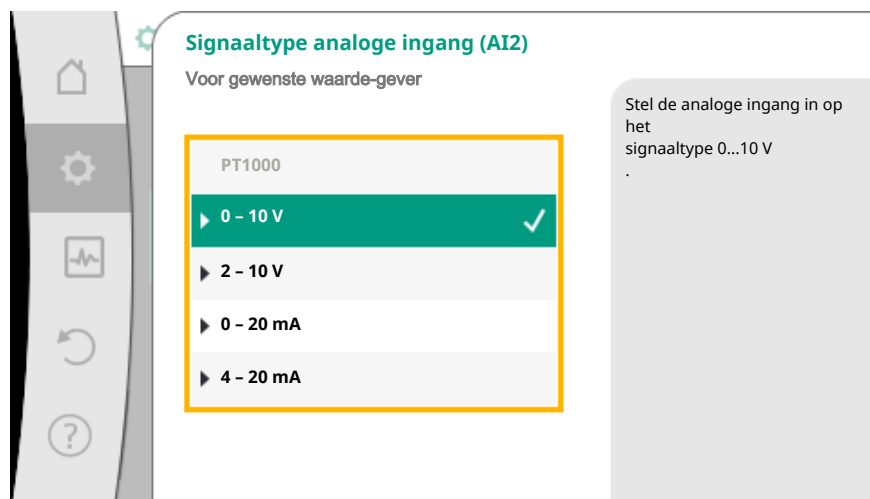 Signaaltype analoge ingang (AI2)
Voor gewenste waarde-gever
PT1000
0 – 10 V
2 – 10 V
0 – 20 mA
4 – 20 mA
Stel de analoge ingang in op
het
signaaltype 0...10 V
.
?